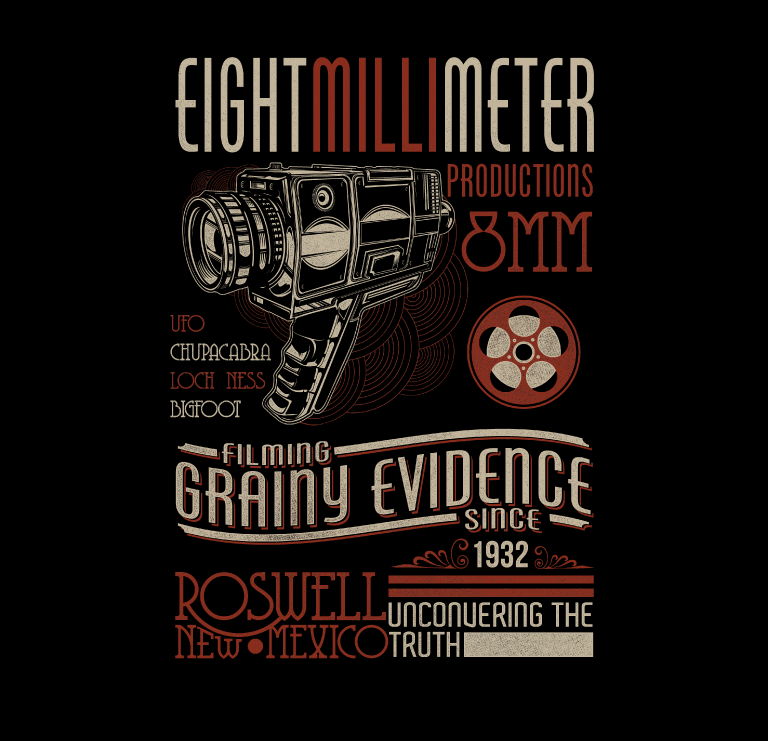 EIGHTMILLIMETER
PRODUCTIONS
8MM
UFO
CHUPACABRA
LOCH NESS
BIGFOOT
FILMING
GRAINY EVIDENCE
SINCE
1932
ROSWELL
NEW•MEXICO
UNCONVERING THE
TRUTH